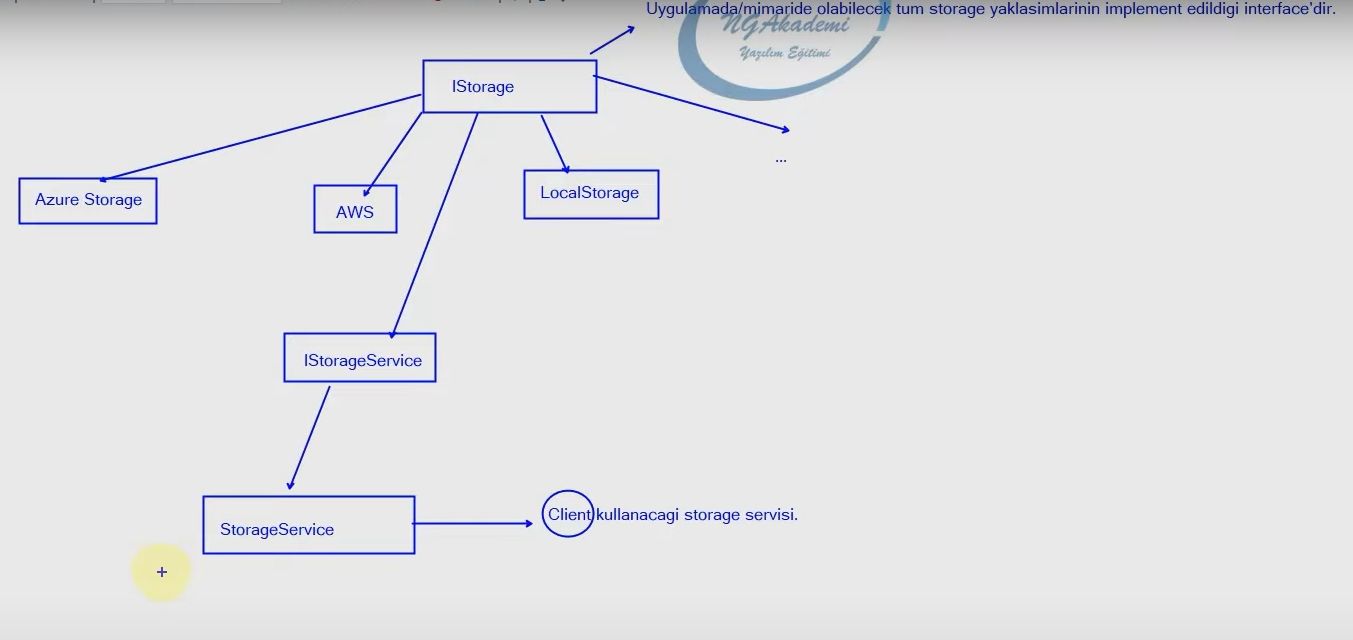 Uygulamada/mimaride olabilecek tum storage yaklasimlarinin implement edildigi interface'dir.
NGAkademi
Yazılım Eğitimi
IStorage
...
Azure Storage
AWS
LocalStorage
IStorageService
StorageService
Client kullanacagi storage servisi.